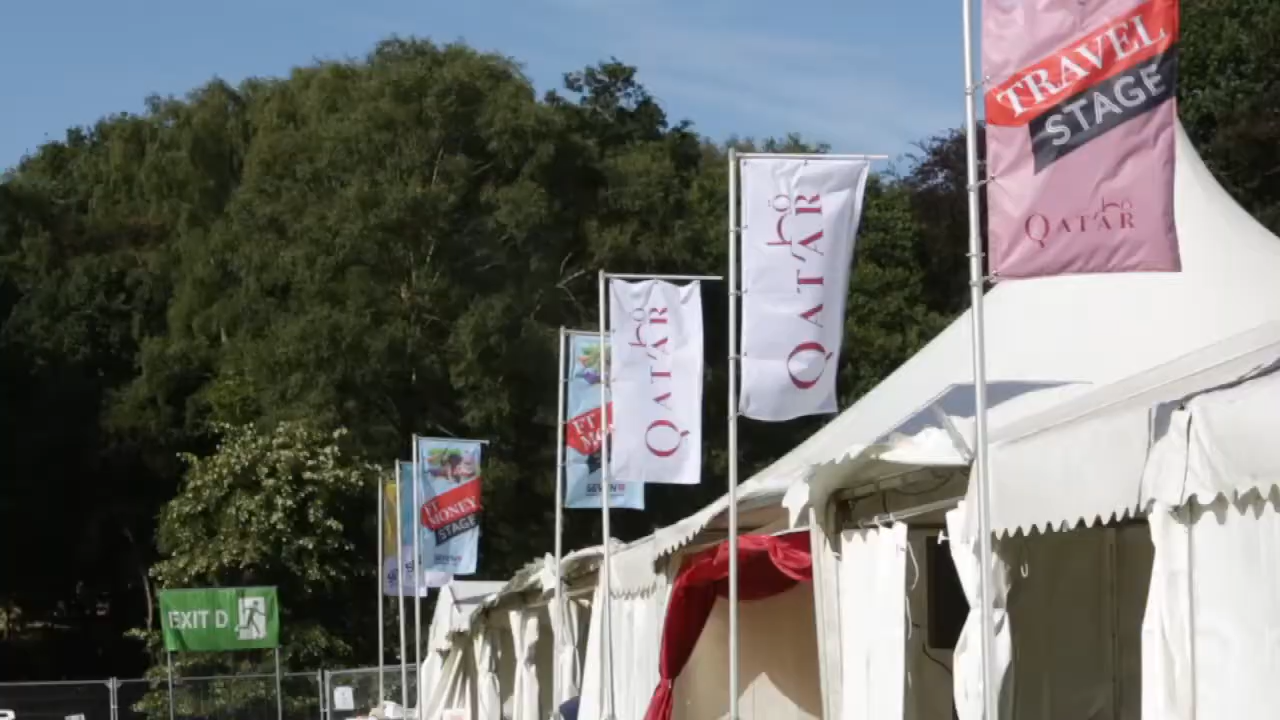 TRAVEL
STAGE
QATAR
QATAR
QATAR
FT
MONEY
STAGE
EXIT D